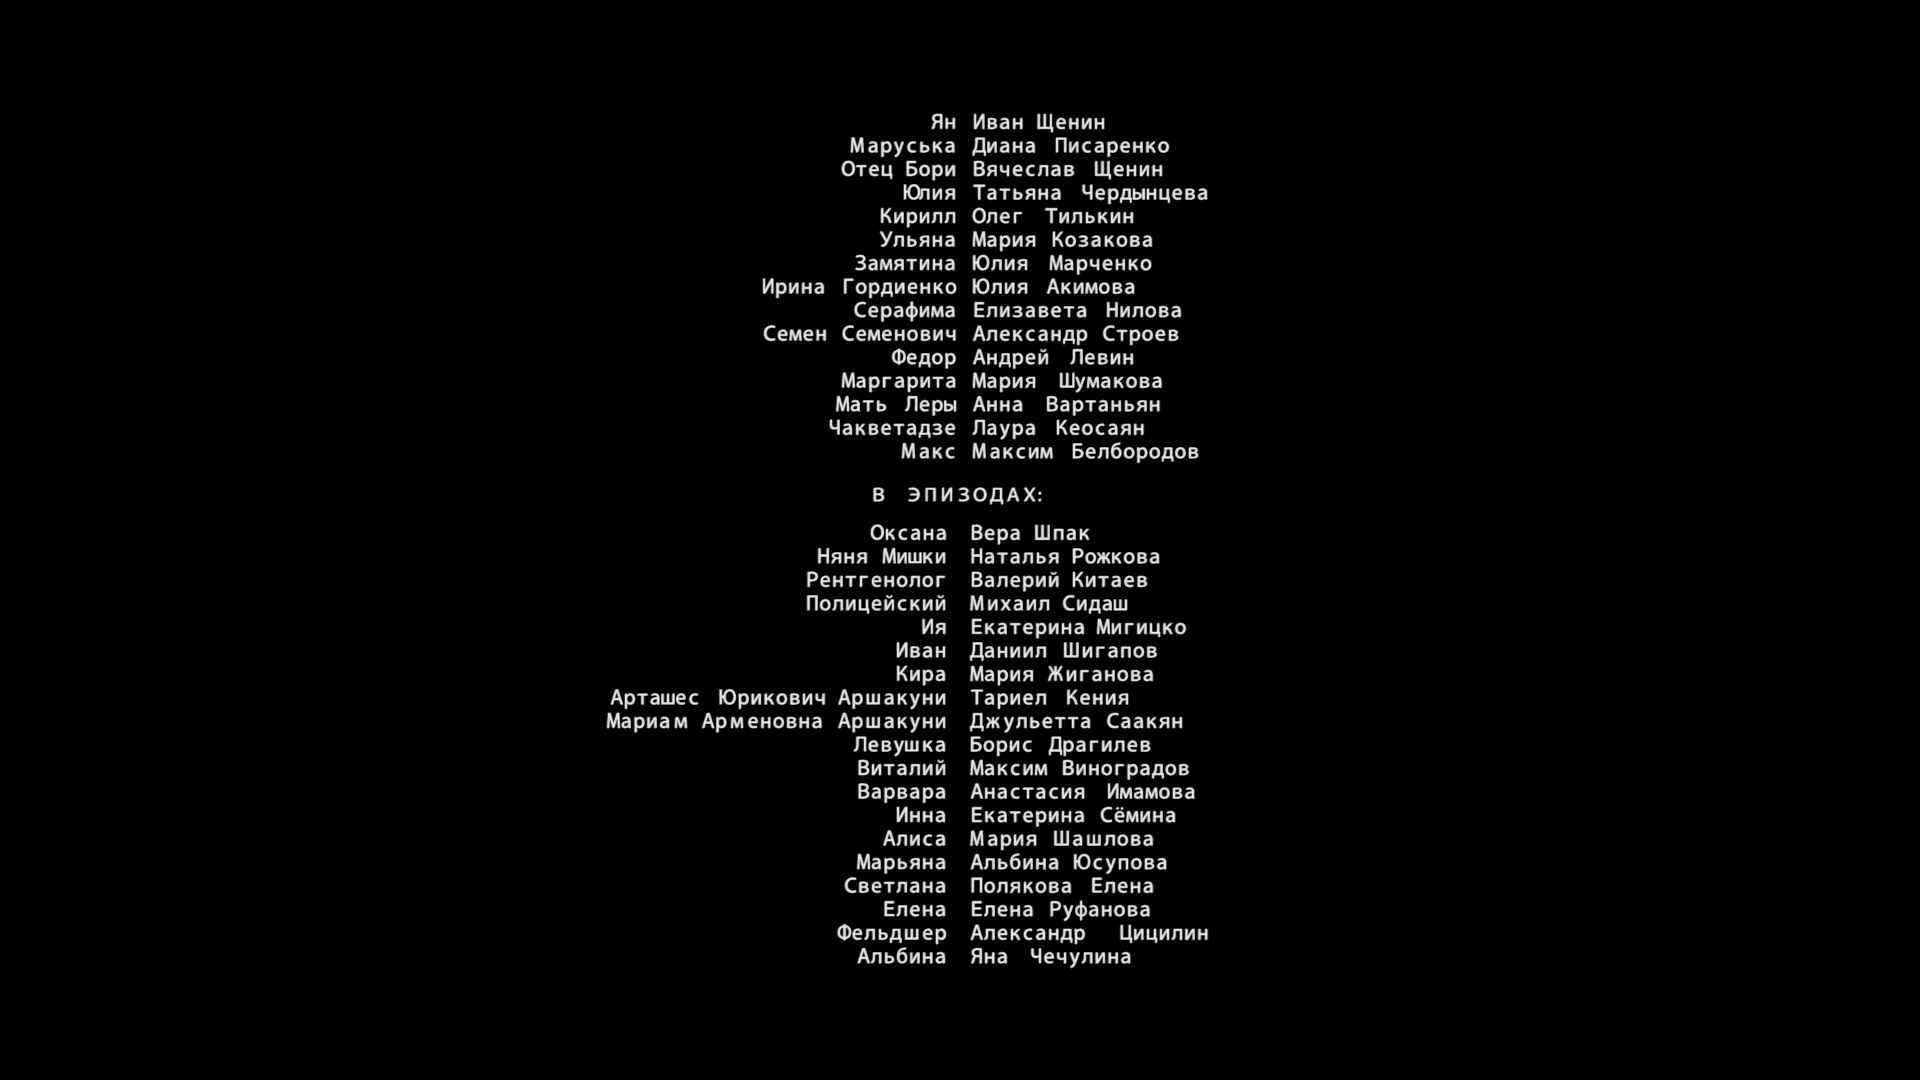 Ян Иван Щенин
Маруська Диана Писаренко
Отец Бори Вячеслав Щенин
Юлия Татьяна Чердынцева
Кирилл Олег Тилькин
Ульяна Мария Козакова
Замятина Юлия Марченко
Ирина Гордиенко Юлия Акимова
Серафима Елизавета Нилова
Семен Семенович Александр Строев
Федор Андрей Левин
Маргарита Мария Шумакова
Мать Леры Анна Вартаньян
Чакветадзе Лаура Кеосаян
Макс Максим Белбородов
В ЭПИЗОДАХ:
Оксана Вера Шпак
Няня Мишки Наталья Рожкова
Рентгенолог Валерий Китаев
Полицейский Михаил Сидаш
Ия Екатерина Мигицко
Иван Даниил Шигапов
Кира Мария Жиганова
Арташес Юрикович Аршакуни Тариел Кения
Мариам Арменовна Аршакуни Джульетта Саакян
Левушка Борис Драгилев
Виталий Максим Виноградов
Варвара Анастасия Имамова
Инна Екатерина Сёмина
Алиса Мария Шашлова
Марьяна Альбина Юсупова
Светлана Полякова Елена
Елена Елена Руфанова
Фельдшер Александр Цицилин
Альбина Яна Чечулина